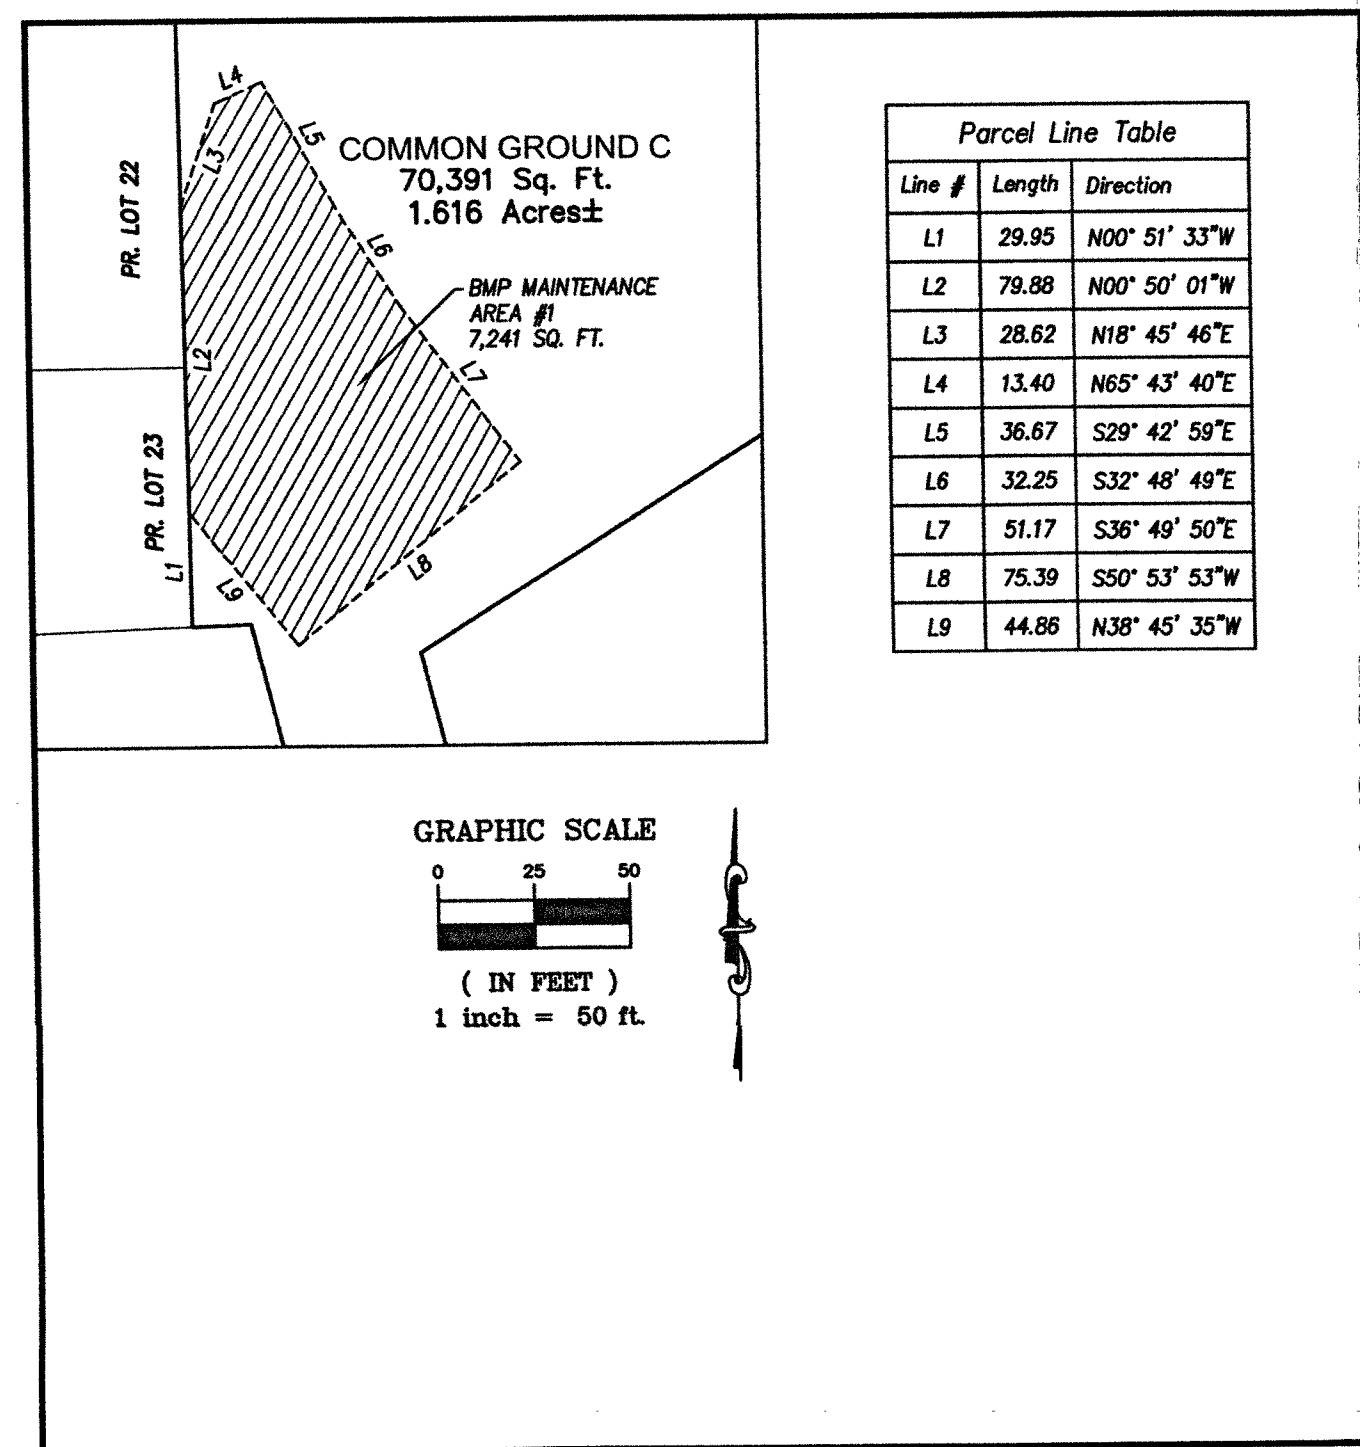 L4
L5
L3
COMMON GROUND C
70,391 Sq. Ft.
1.616 Acres±
PR. LOT 22
L6
BMP MAINTENANCE
AREA #1
7,241 SQ. FT.
L2
L7
PR. LOT 23
L1
L9
L8
Parcel Line Table
Line # Length Direction
L1 29.95 N00° 51' 33"W
L2 79.88 N00° 50' 01"W
L3 28.62 N18° 45' 46"E
L4 13.40 N65° 43' 40"E
L5 36.67 S29° 42' 59"E
L6 32.25 S32° 48' 49"E
L7 51.17 S36° 49' 50"E
L8 75.39 S50° 53' 53"W
L9 44.86 N38° 45' 35"W
GRAPHIC SCALE
0 25 50
( IN FEET )
1 inch = 50 ft.